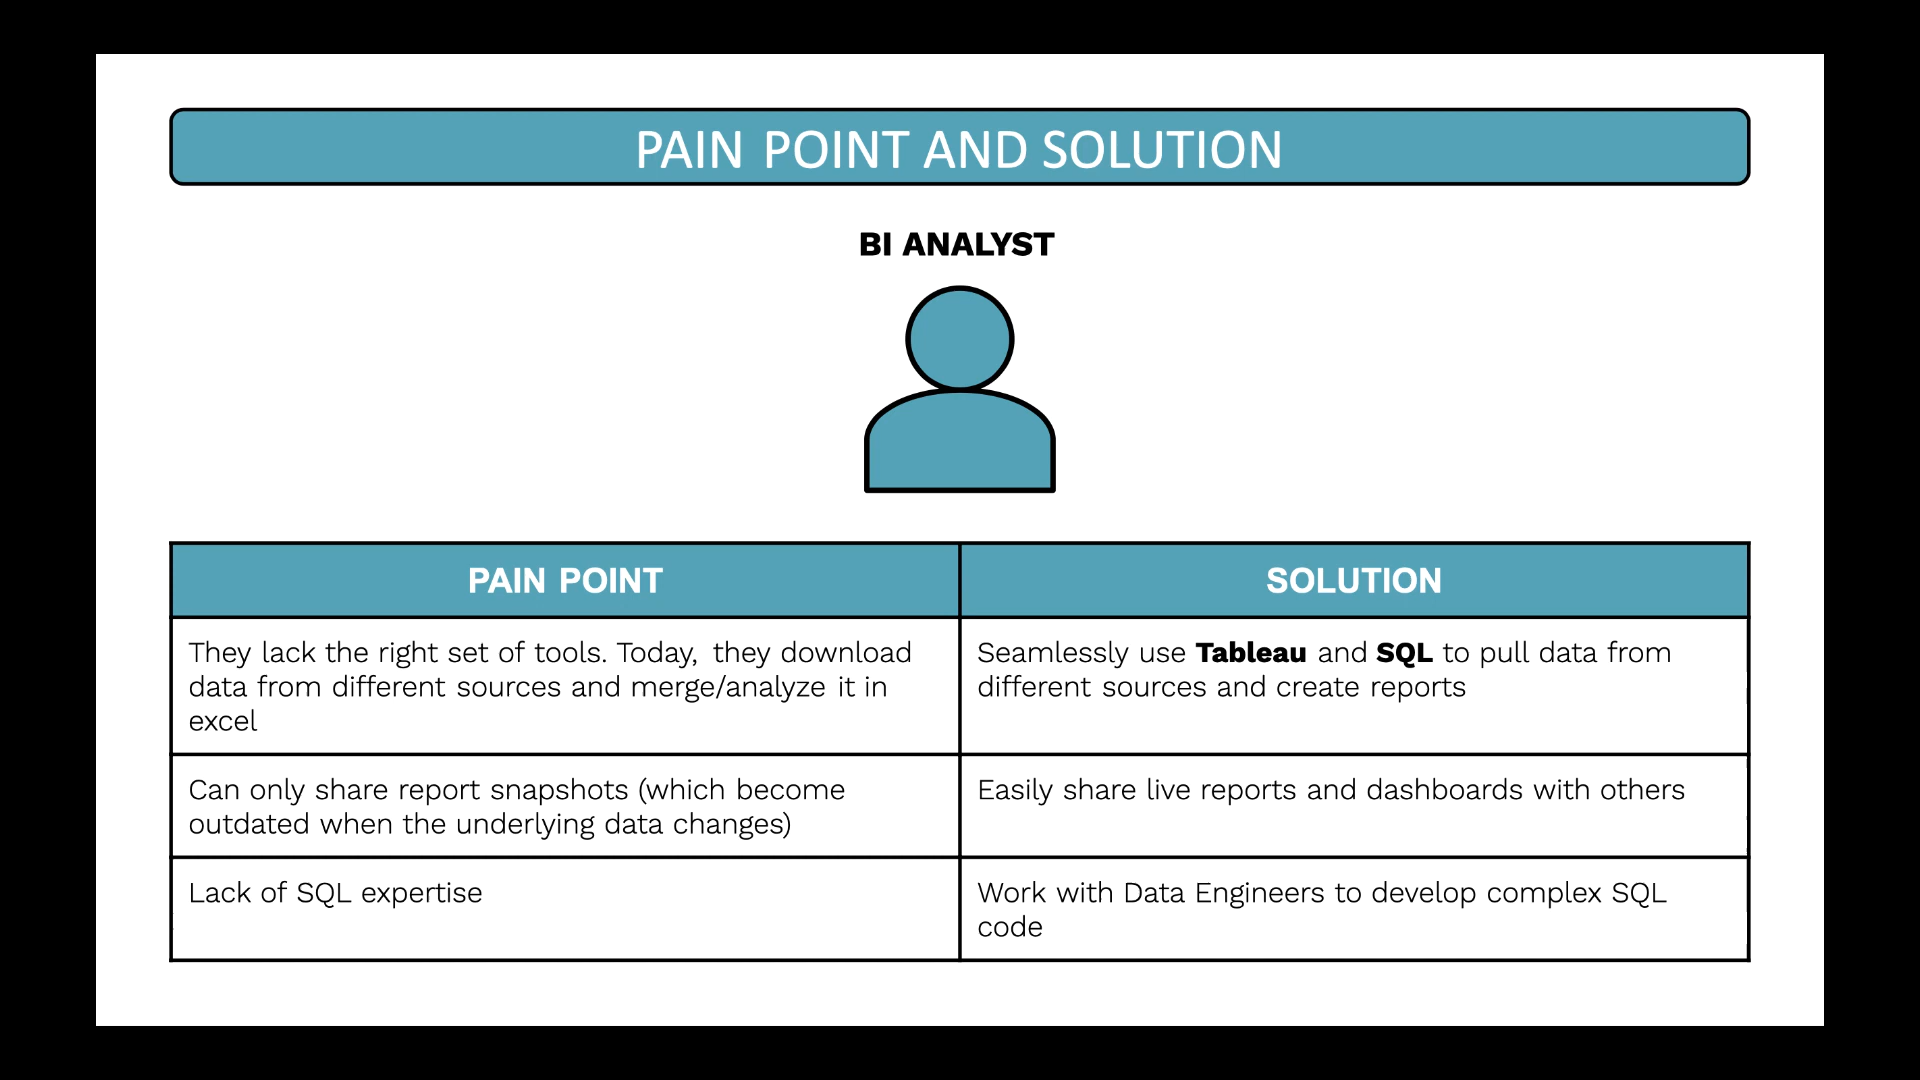 PAIN POINT AND SOLUTION
BI ANALYST
PAIN POINT
SOLUTION
They lack the right set of tools. Today, they download
data from different sources and merge/analyze it in
excel
Seamlessly use Tableau and SQL to pull data from
different sources and create reports
Can only share report snapshots (which become
outdated when the underlying data changes)
Easily share live reports and dashboards with others
Lack of SQL expertise
Work with Data Engineers to develop complex SQL
code